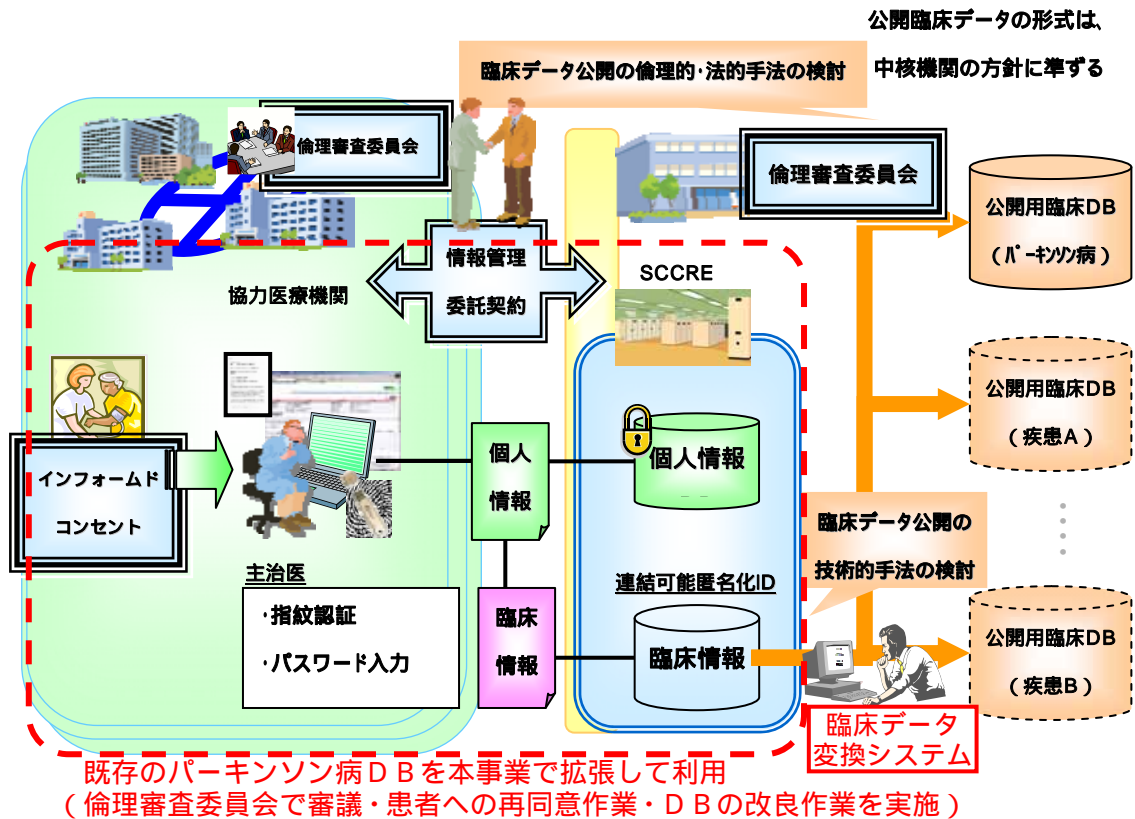 公開臨床データの形式は、
中核機関の方針に準ずる
臨床データ公開の倫理的・法的手法の検討
倫理審査委員会
倫理審査委員会
公開用臨床DB
(パーキンソン病)
情報管理
委託契約
SCCRE
協力医療機関
公開用臨床DB
(疾患A)
インフォームド
コンセント
個人
情報
個人情報
臨床データ公開の
技術的手法の検討
主治医
・指紋認証
・パスワード入力
連結可能匿名化ID
臨床
情報
臨床情報
公開用臨床DB
(疾患B)
臨床データ
変換システム
既存のパーキンソン病DBを本事業で拡張して利用
(倫理審査委員会で審議・患者への再同意作業・DBの改良作業を実施)